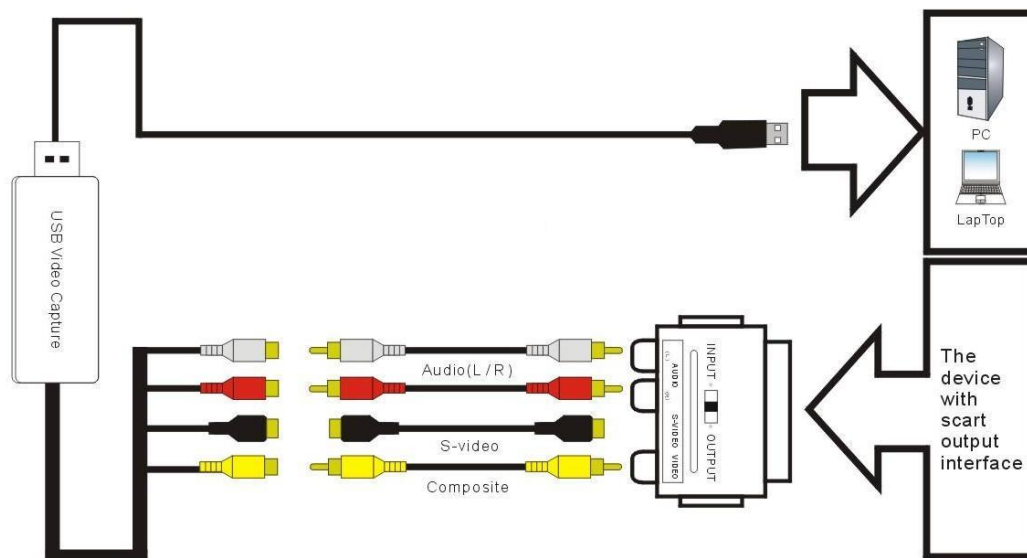 PC
LapTop
USB Video Capture
Audio(L/R)
S-video
Composite
(L)
AUDIO
(R)
S-VIDEO
VIDEO
INPUT
OUTPUT
The
device
with
scart
output
interface